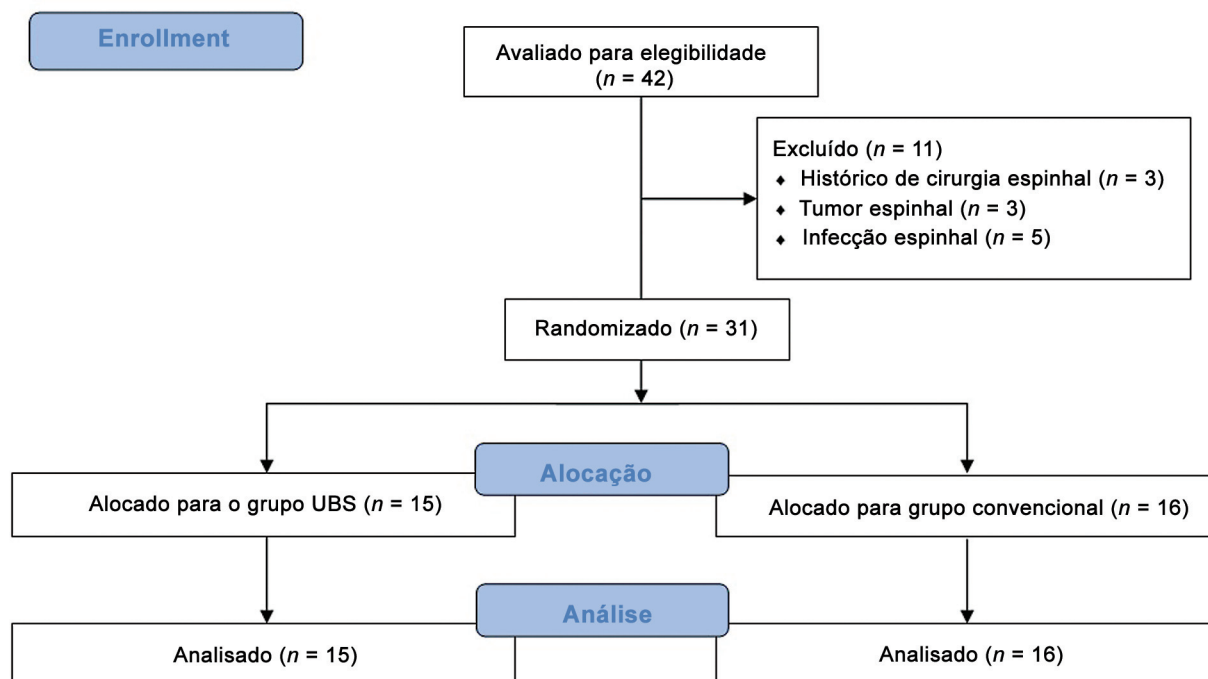 Enrollment
Avaliado para elegibilidade
(n = 42)
Excluído (n = 11)
♦ Histórico de cirurgia espinhal (n = 3)
♦ Tumor espinhal (n = 3)
♦ Infecção espinhal (n = 5)
Randomizado (n = 31)
Alocação
Alocado para o grupo UBS (n = 15)
Alocado para grupo convencional (n = 16)
Análise
Analisado (n = 15)
Analisado (n = 16)